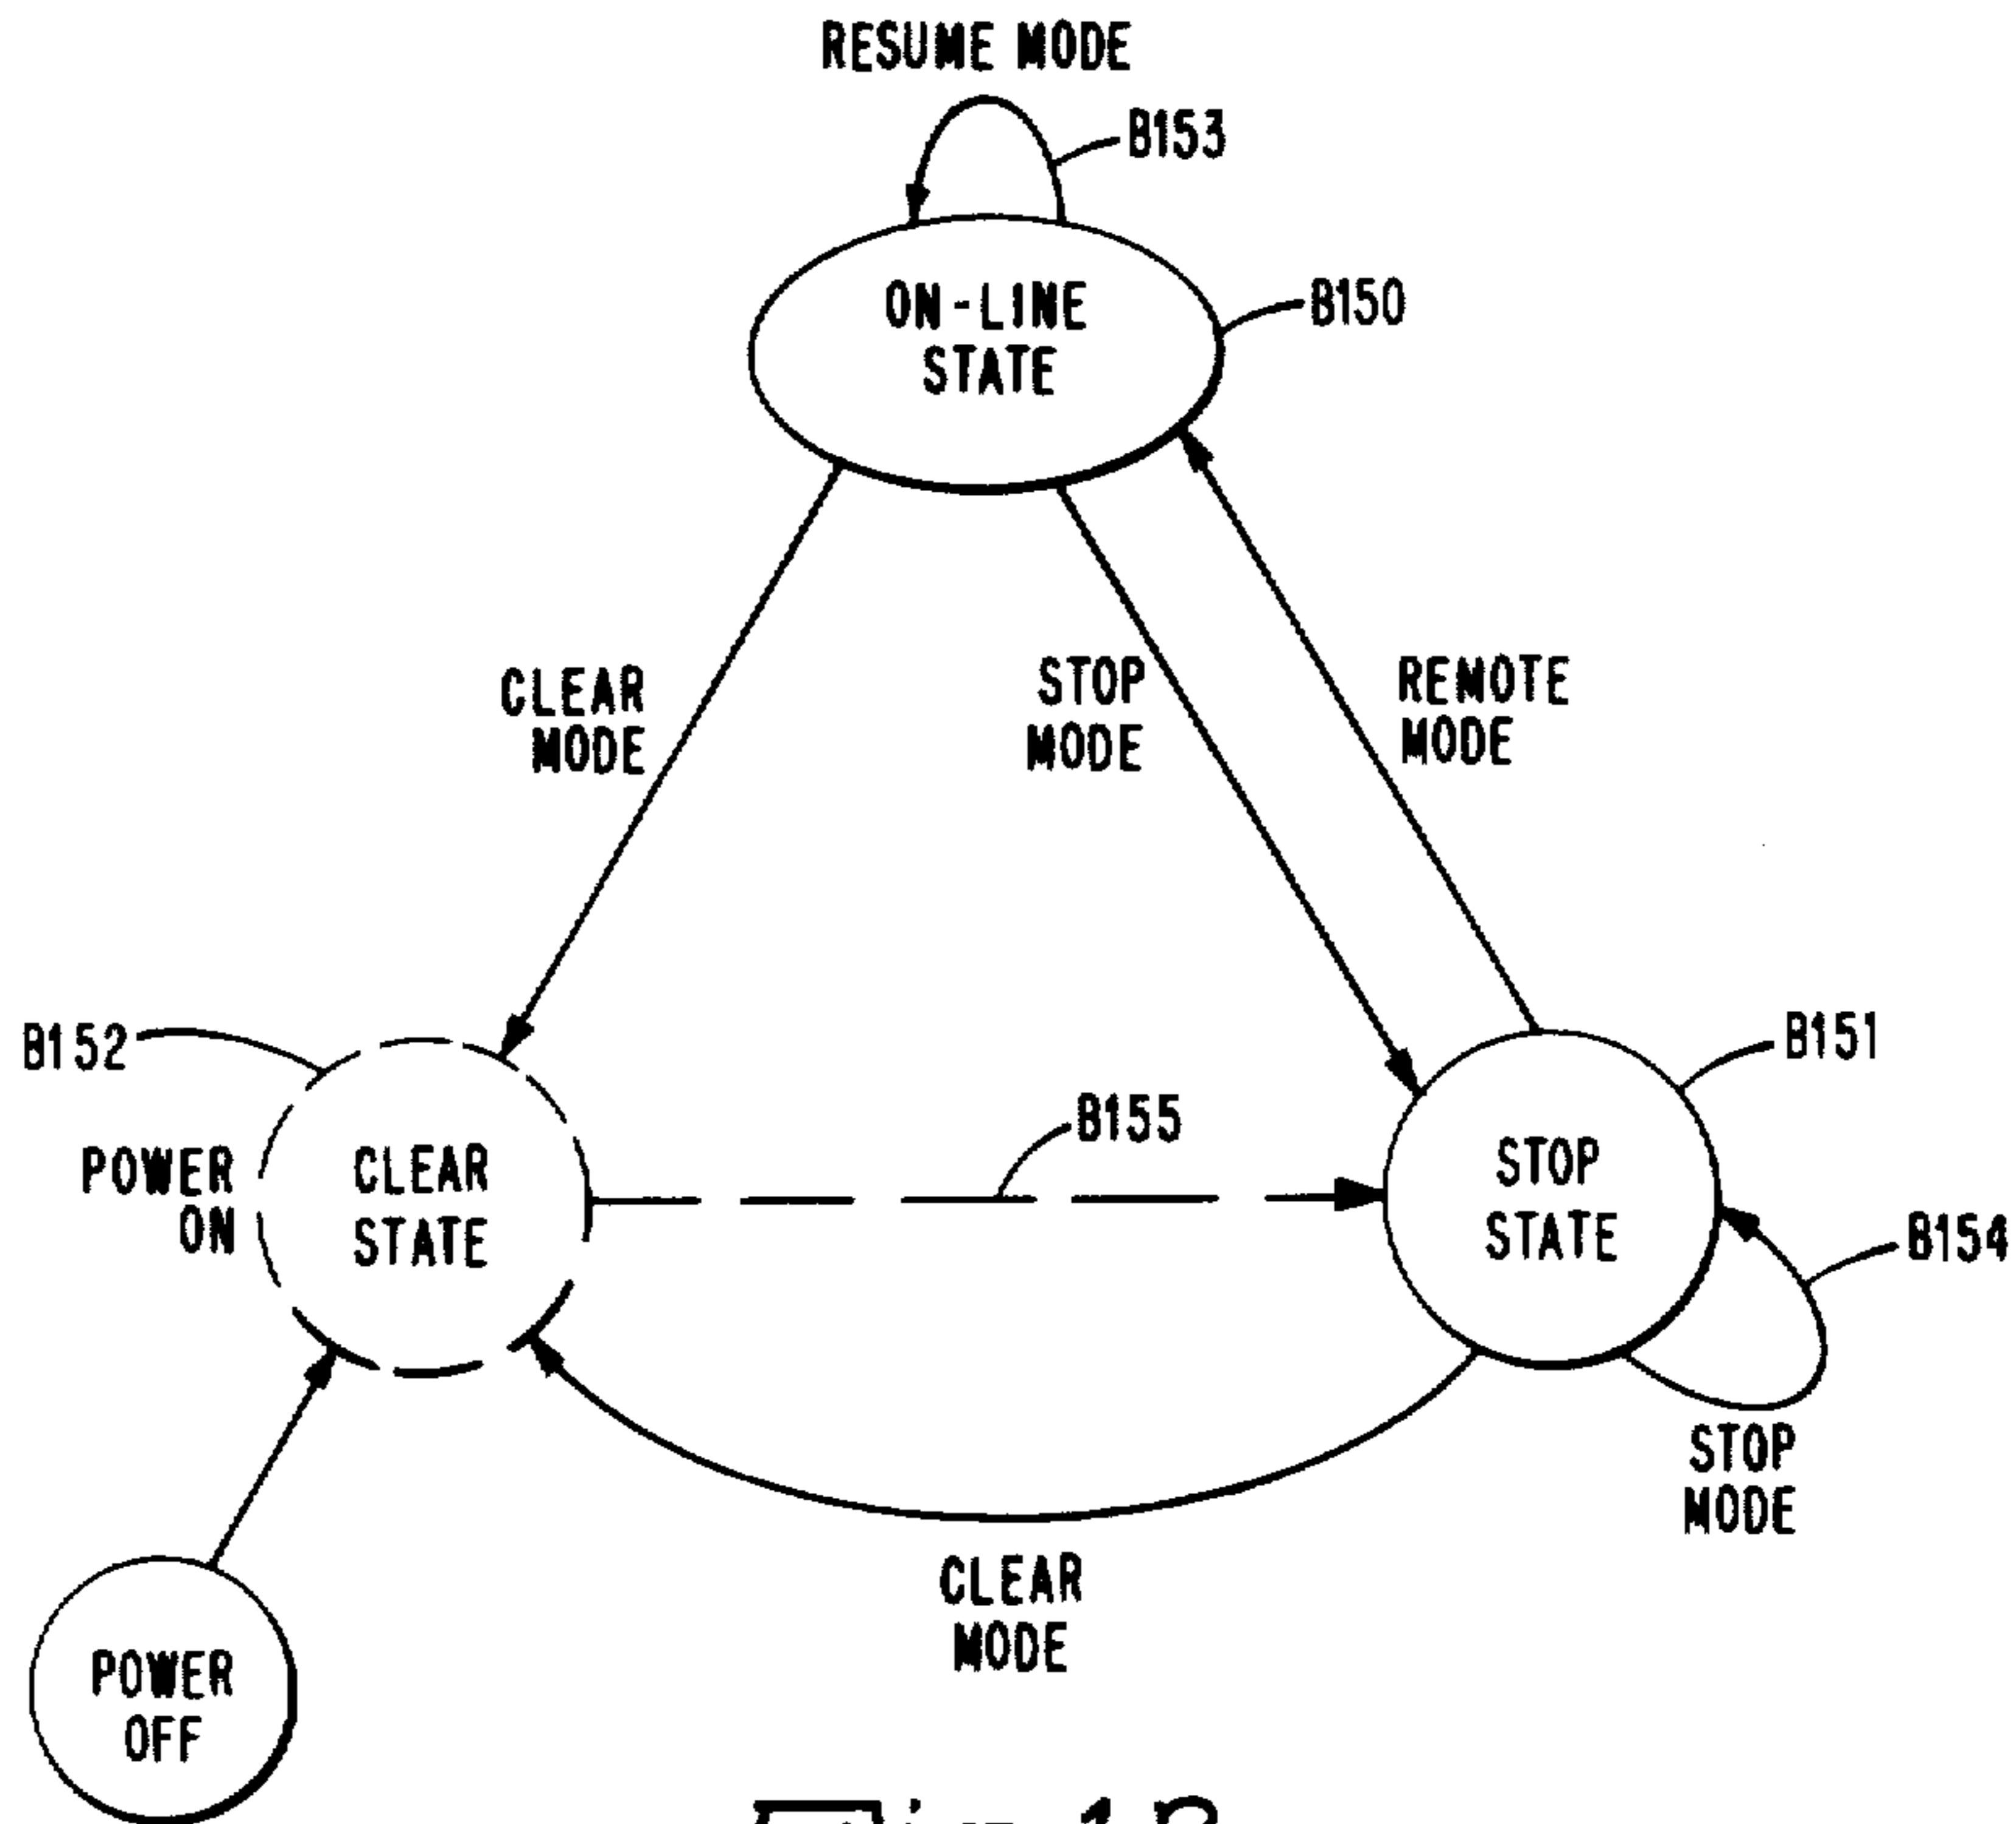 RESUME MODE
B153
ON-LINE
STATE
B150
CLEAR
MODE
STOP
MODE
REMOTE
MODE
B152
B151
POWER
ON
CLEAR
STATE
B155
STOP
STATE
B154
STOP
MODE
CLEAR
MODE
POWER
OFF